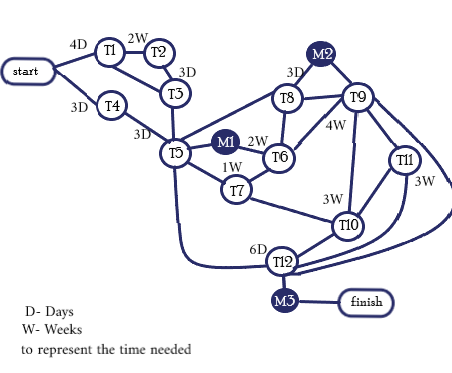 M2
2W
4D
T1
T2
start
3D
3D
T8
T9
T3
3D
T4
4W
3D
M1
2W
T5
T6
T11
1W
3W
T7
3W
T10
6D
T12
M3
finish
D- Days
W- Weeks
to represent the time needed